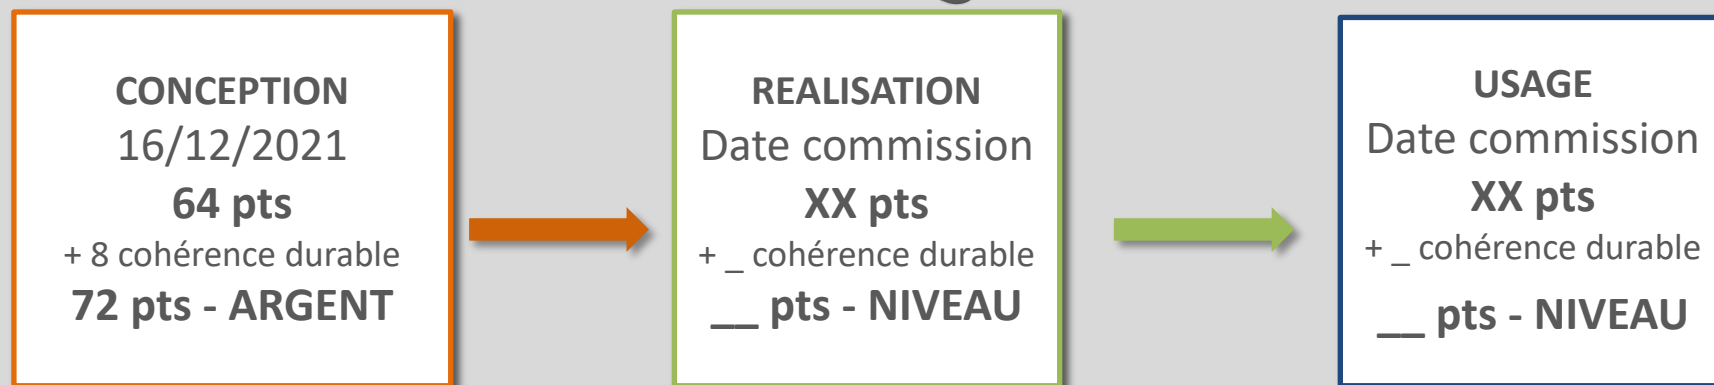 CONCEPTION
16/12/2021
64 pts
+ 8 cohérence durable
72 pts - ARGENT
REALISATION
Date commission
XX pts
+ _ cohérence durable
__ pts - NIVEAU
USAGE
Date commission
XX pts
+ _ cohérence durable
__ pts - NIVEAU